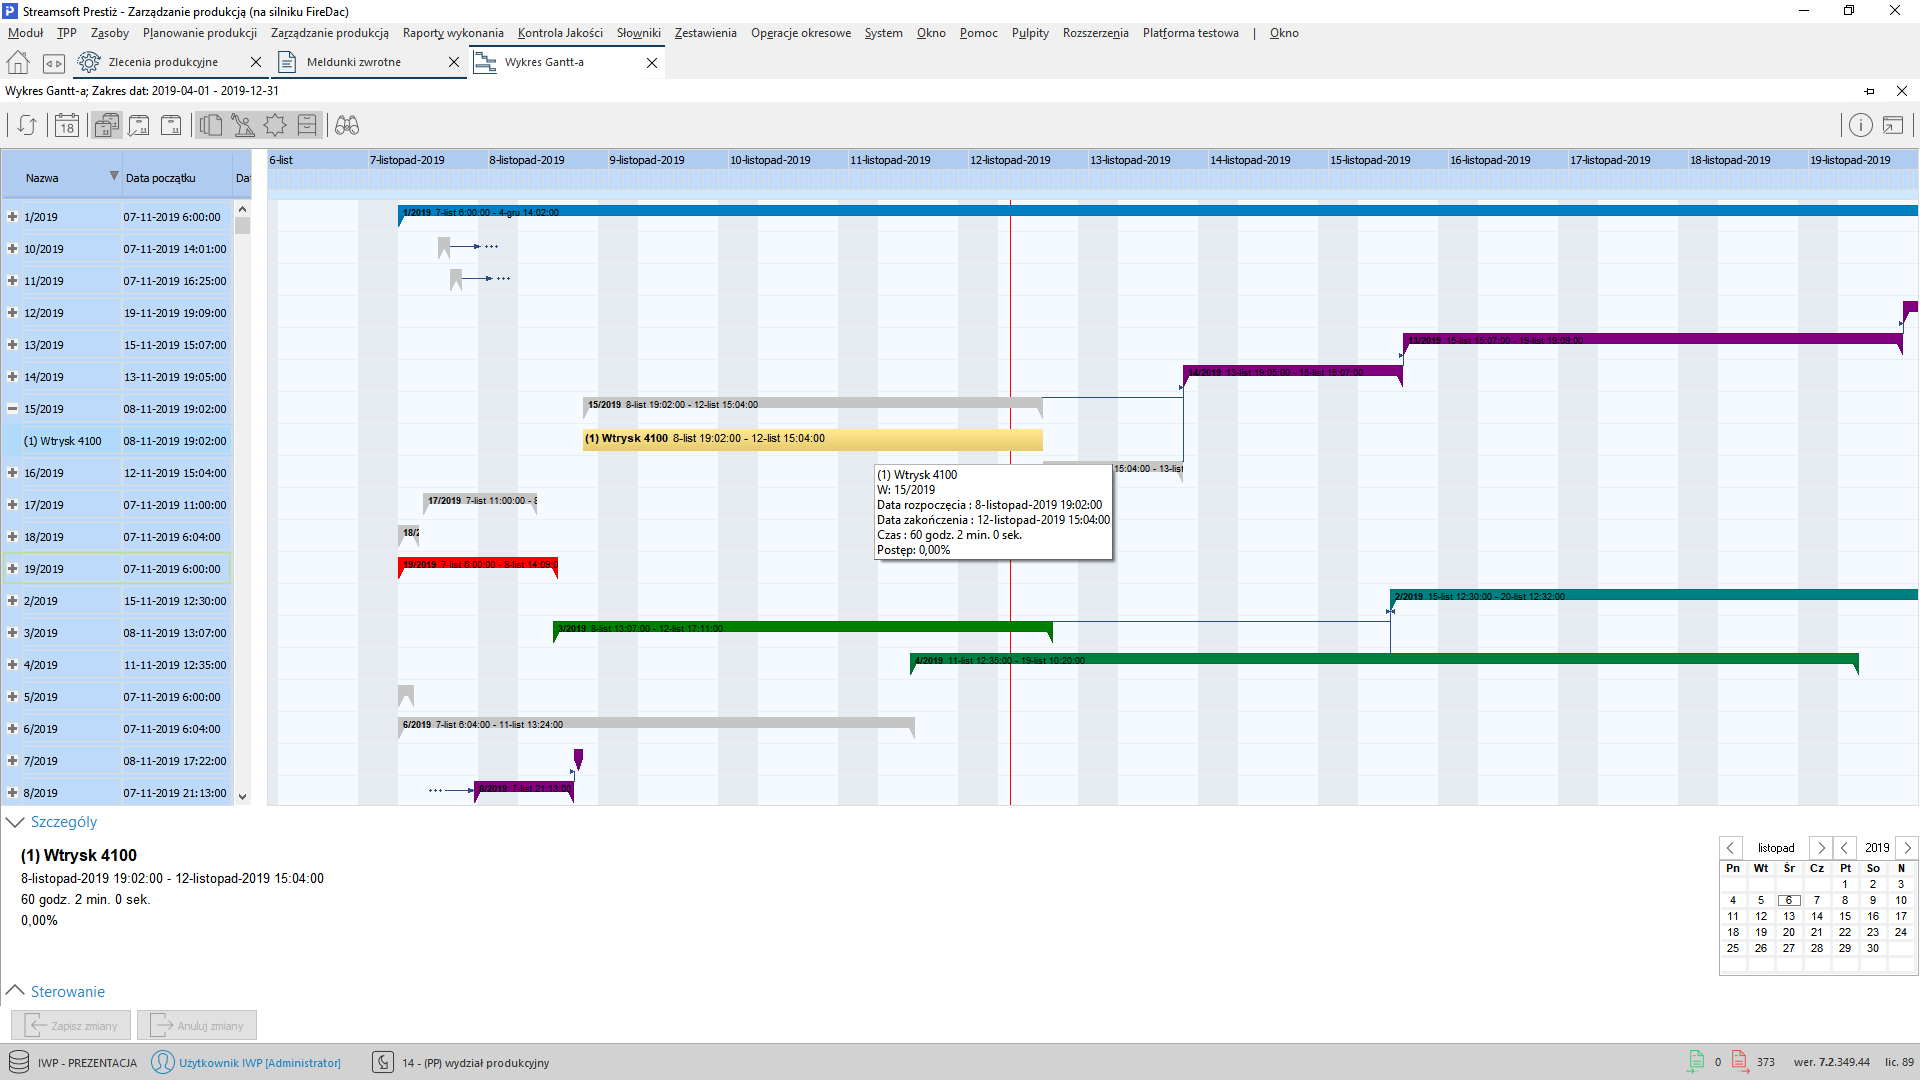 Streamsoft Prestiż - Zarządzanie produkcją (na silniku FireDac)
Moduł TPP Zasoby Planowanie produkcji Zarządzanie produkcją Raporty wykonania Kontrola Jakości Słowniki Zestawienia Operacje okresowe System Okno Pomoc Pulpity Rozszerzenia Platforma testowa | Okno
Zlecenia produkcyjne Meldunki zwrotne Wykres Gantt-a
Wykres Gantt-a; Zakres dat: 2019-04-01 - 2019-12-31
18
6-list 7-listopad-2019 8-listopad-2019 9-listopad-2019 10-listopad-2019 11-listopad-2019 12-listopad-2019 13-listopad-2019 14-listopad-2019 15-listopad-2019 16-listopad-2019 17-listopad-2019 18-listopad-2019 19-listopad-2019
Nazwa Data początku Da
1/2019 07-11-2019 6:00:00 1/2019 7-list 6:00:00 - 4-gru 14:02:00
10/2019 07-11-2019 14:01:00
11/2019 07-11-2019 16:25:00
12/2019 19-11-2019 19:09:00
13/2019 15-11-2019 15:07:00 13/2019 15-list 15:07:00 - 19-list 19:09:00
14/2019 13-11-2019 19:05:00 14/2019 13-list 19:05:00 - 15-list 15:07:00
15/2019 08-11-2019 19:02:00 15/2019 8-list 19:02:00 - 12-list 15:04:00
(1) Wtrysk 4100 08-11-2019 19:02:00 (1) Wtrysk 4100 8-list 19:02:00 - 12-list 15:04:00
16/2019 12-11-2019 15:04:00 15:04:00 - 13-list
(1) Wtrysk 4100
W: 15/2019
Data rozpoczęcia : 8-listopad-2019 19:02:00
Data zakończenia : 12-listopad-2019 15:04:00
Czas : 60 godz. 2 min. 0 sek.
Postęp: 0,00%
17/2019 07-11-2019 11:00:00 17/2019 7-list 11:00:00 - 8
18/2019 07-11-2019 6:04:00 18/2
19/2019 07-11-2019 6:00:00 19/2019 7-list 6:00:00 - 8-list 14:09:0
2/2019 15-11-2019 12:30:00 2/2019 15-list 12:30:00 - 20-list 12:32:00
3/2019 08-11-2019 13:07:00 3/2019 8-list 13:07:00 - 12-list 17:11:00
4/2019 11-11-2019 12:35:00 4/2019 11-list 12:35:00 - 19-list 10:20:00
5/2019 07-11-2019 6:00:00
6/2019 07-11-2019 6:04:00 6/2019 7-list 6:04:00 - 11-list 13:24:00
7/2019 08-11-2019 17:22:00
8/2019 07-11-2019 21:13:00 8/2019 7-list 21:13:00
Szczegóły
(1) Wtrysk 4100
8-listopad-2019 19:02:00 - 12-listopad-2019 15:04:00
60 godz. 2 min. 0 sek.
0,00%
listopad 2019
Pn Wt Śr Cz Pt So N
1 2 3
4 5 6 7 8 9 10
11 12 13 14 15 16 17
18 19 20 21 22 23 24
25 26 27 28 29 30
Sterowanie
Zapisz zmiany Anuluj zmiany
IWP - PREZENTACJA Użytkownik IWP [Administrator] 14 - (PP) wydział produkcyjny 0 373 wer. 7.2.349.44 lic. 89